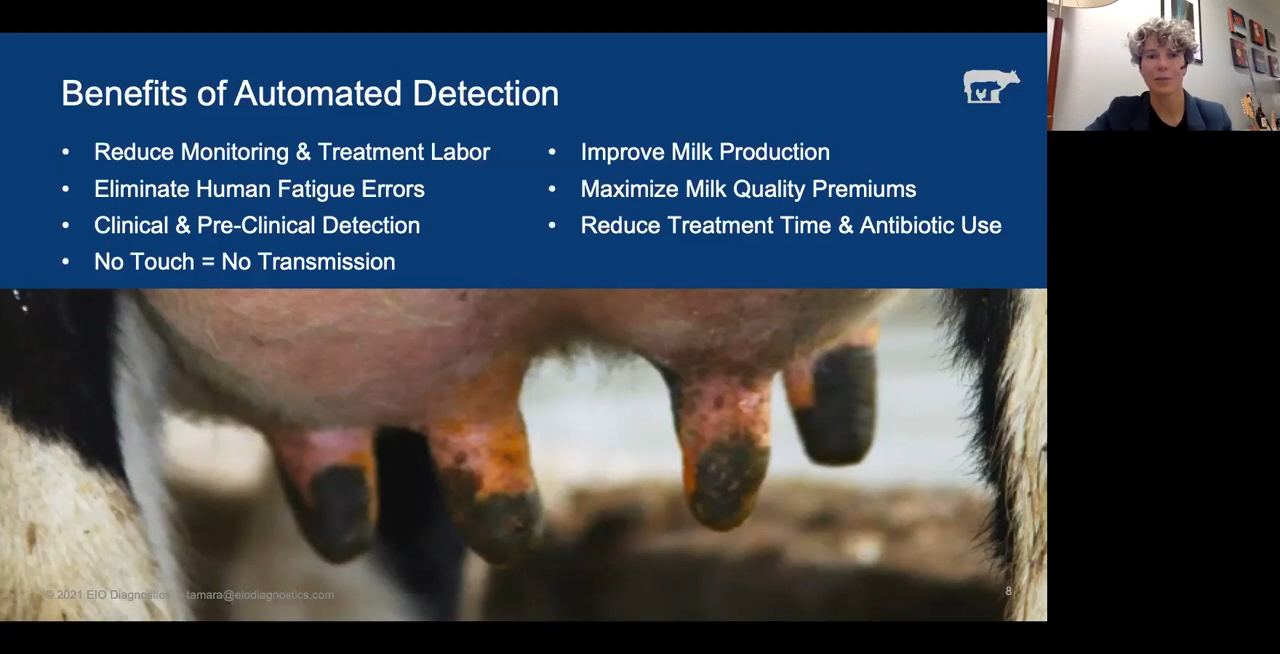 Benefits of Automated Detection
• Reduce Monitoring & Treatment Labor
• Eliminate Human Fatigue Errors
• Clinical & Pre-Clinical Detection
• No Touch = No Transmission
• Improve Milk Production
• Maximize Milk Quality Premiums
• Reduce Treatment Time & Antibiotic Use
© 2021 EIO Diagnostics tamara@eiodiagnostics.com
8